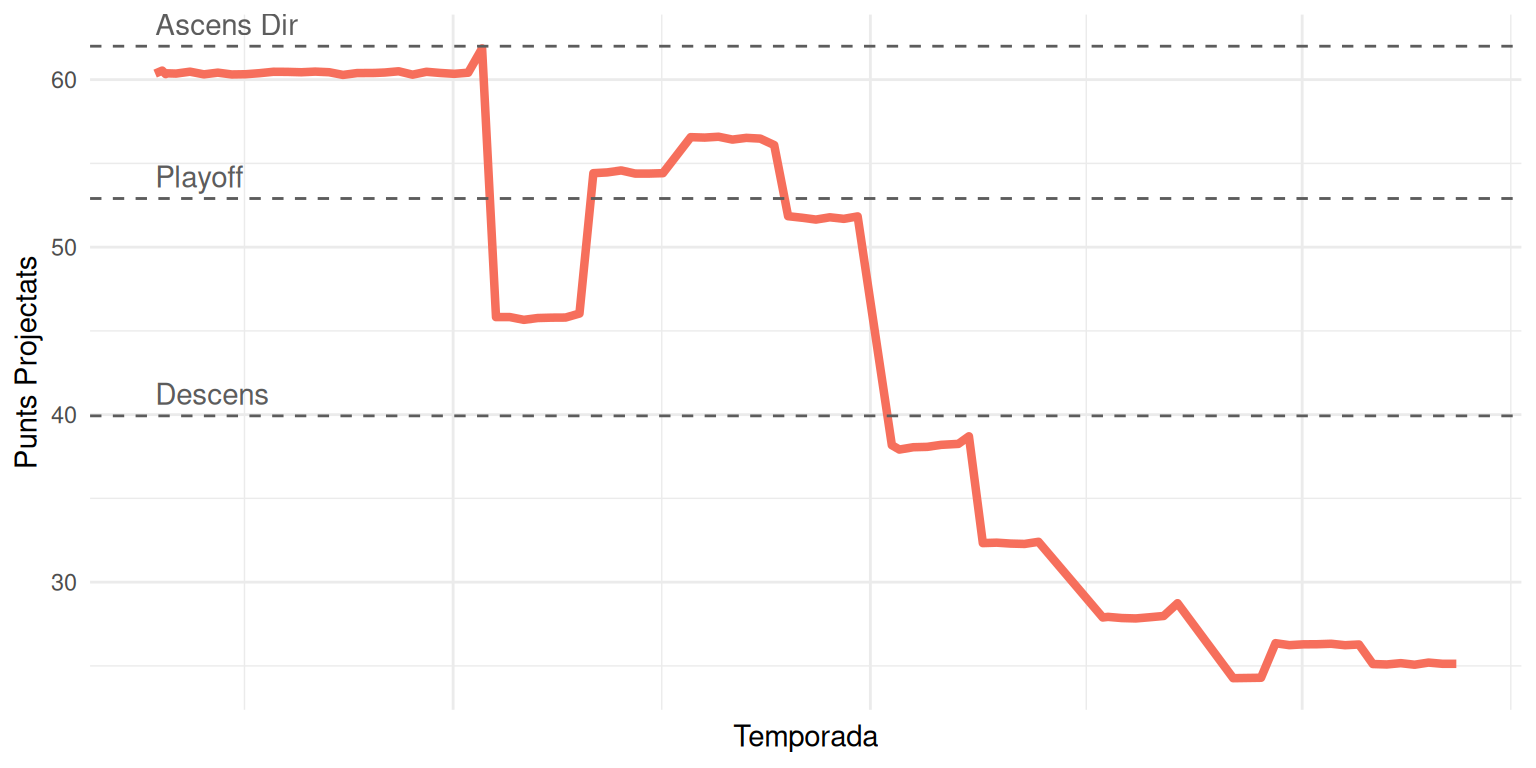 Ascens Dir
60
Playoff
50
Descens
40
30
Punts Projectats
Temporada